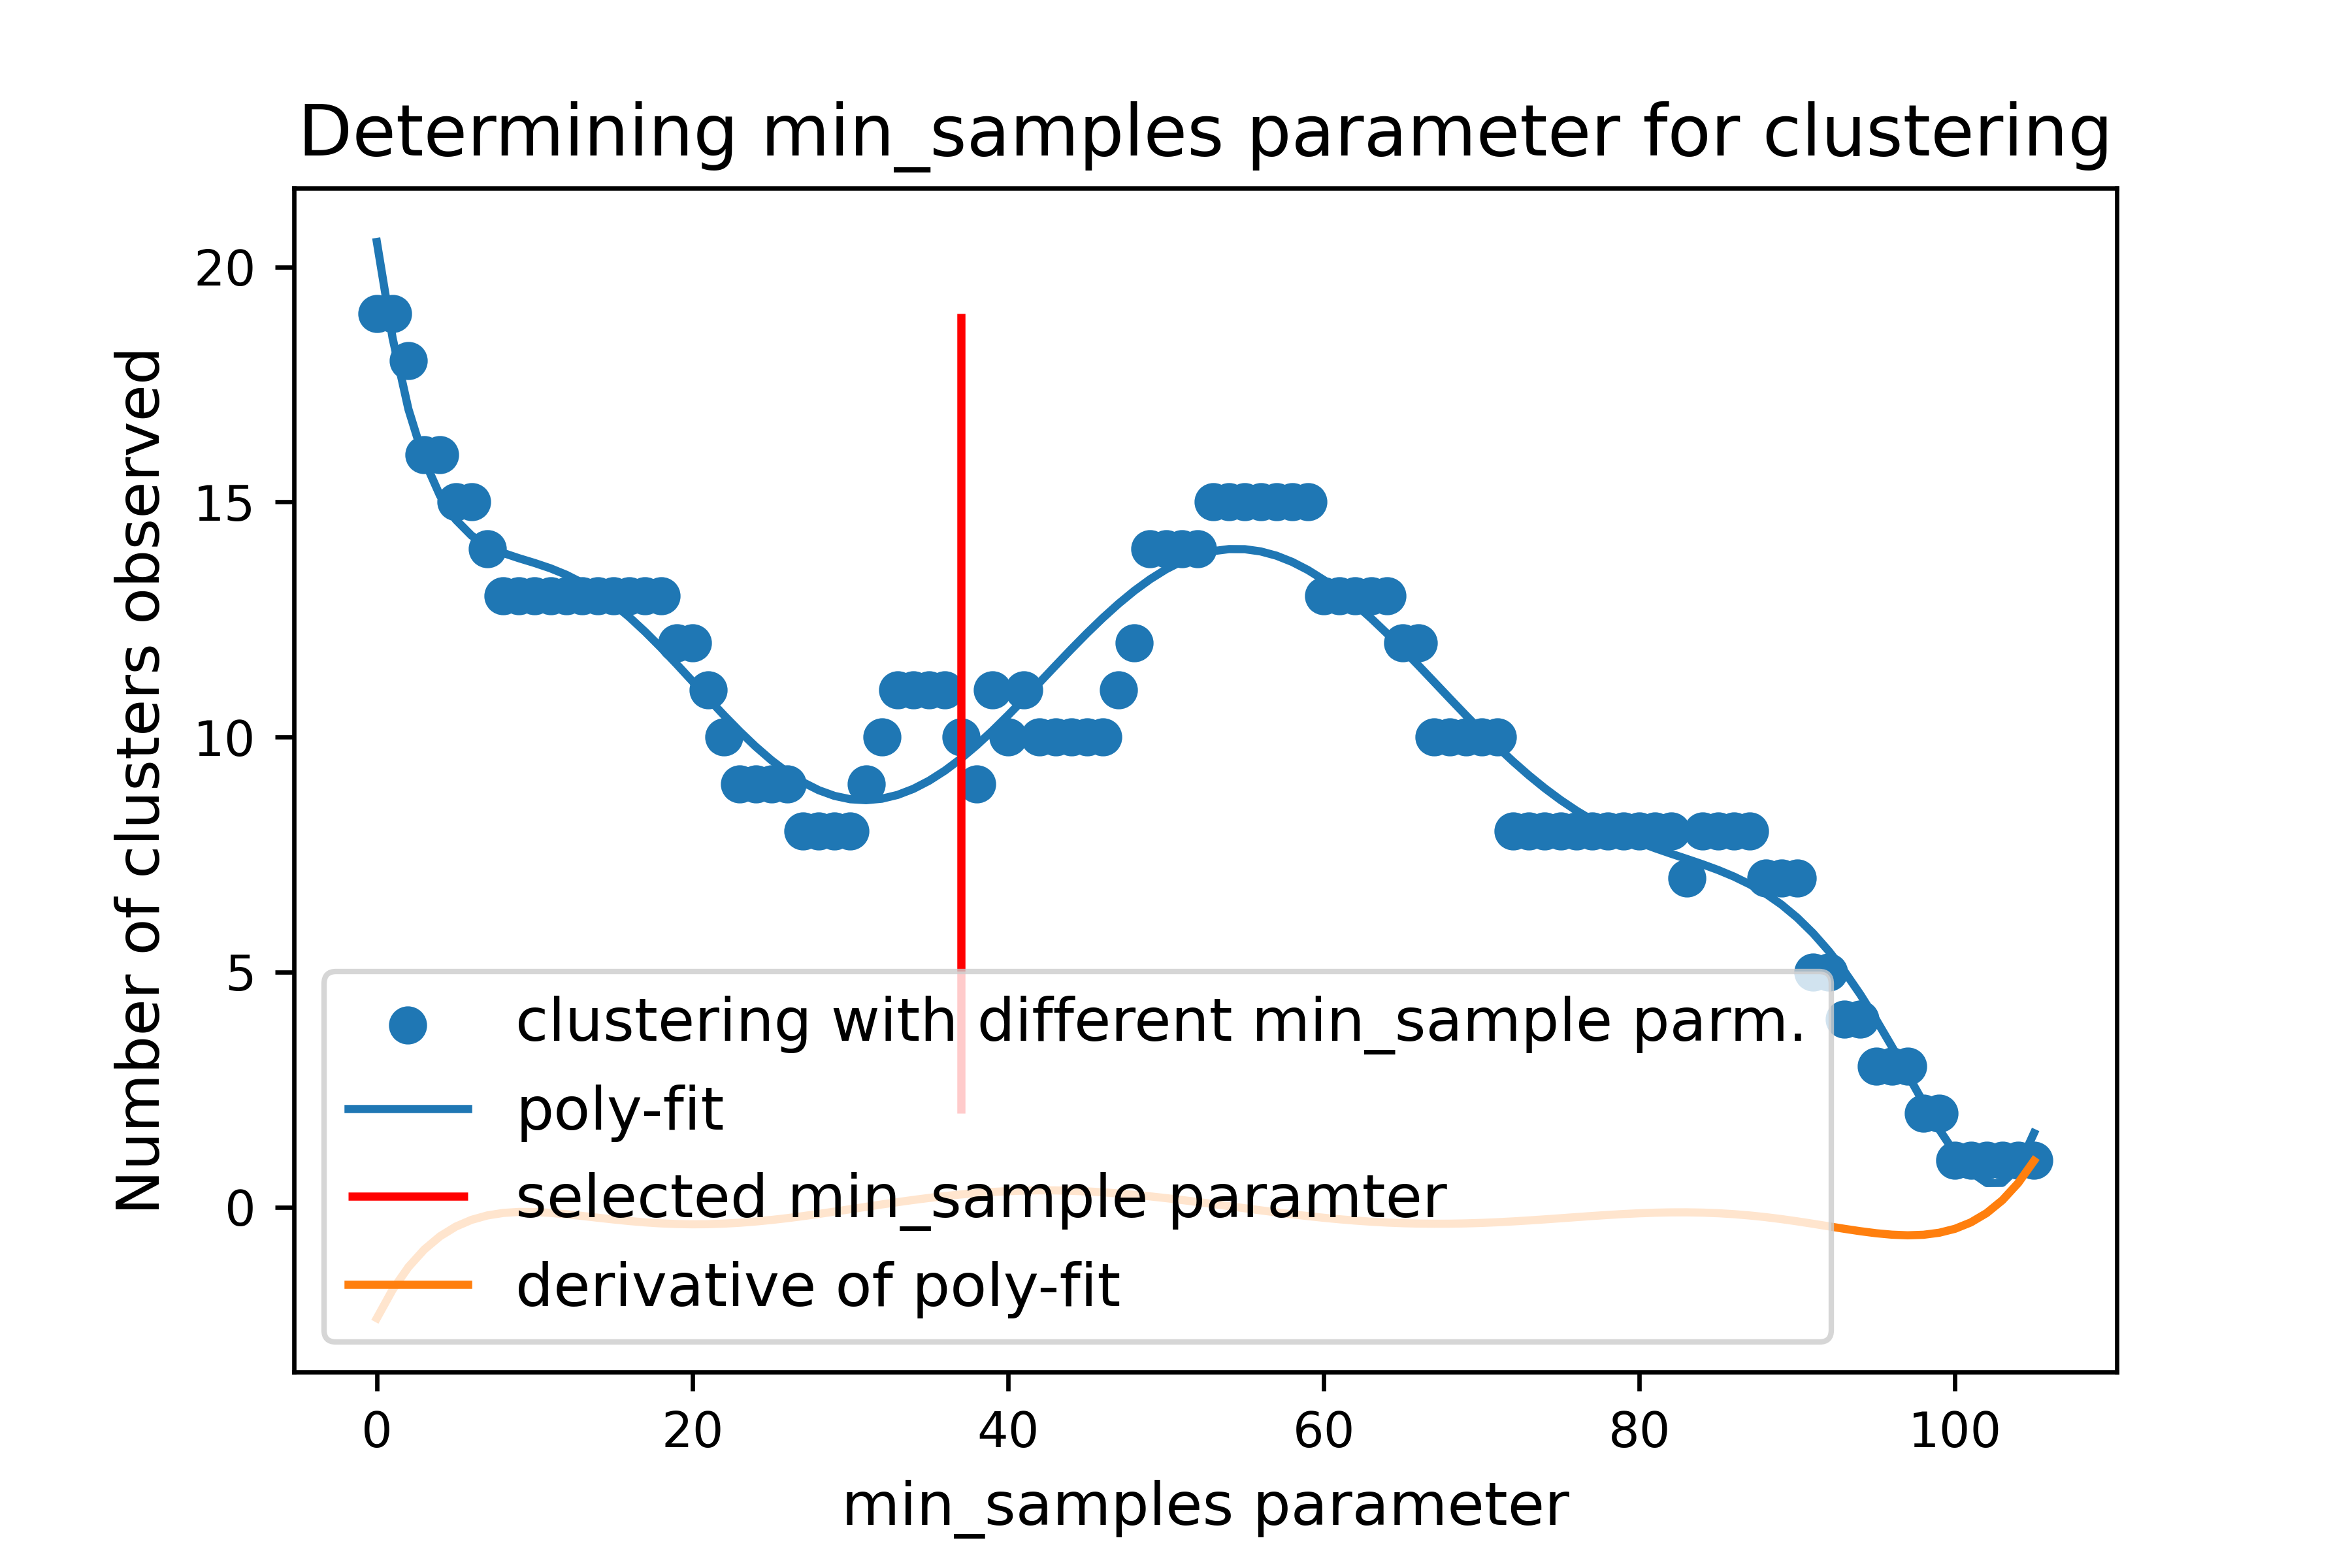 Determining min_samples parameter for clustering
Number of clusters observed
20
15
10
5
0
clustering with different min_sample parm.
poly-fit
selected min_sample paramter
derivative of poly-fit
0 20 40 60 80 100
min_samples parameter